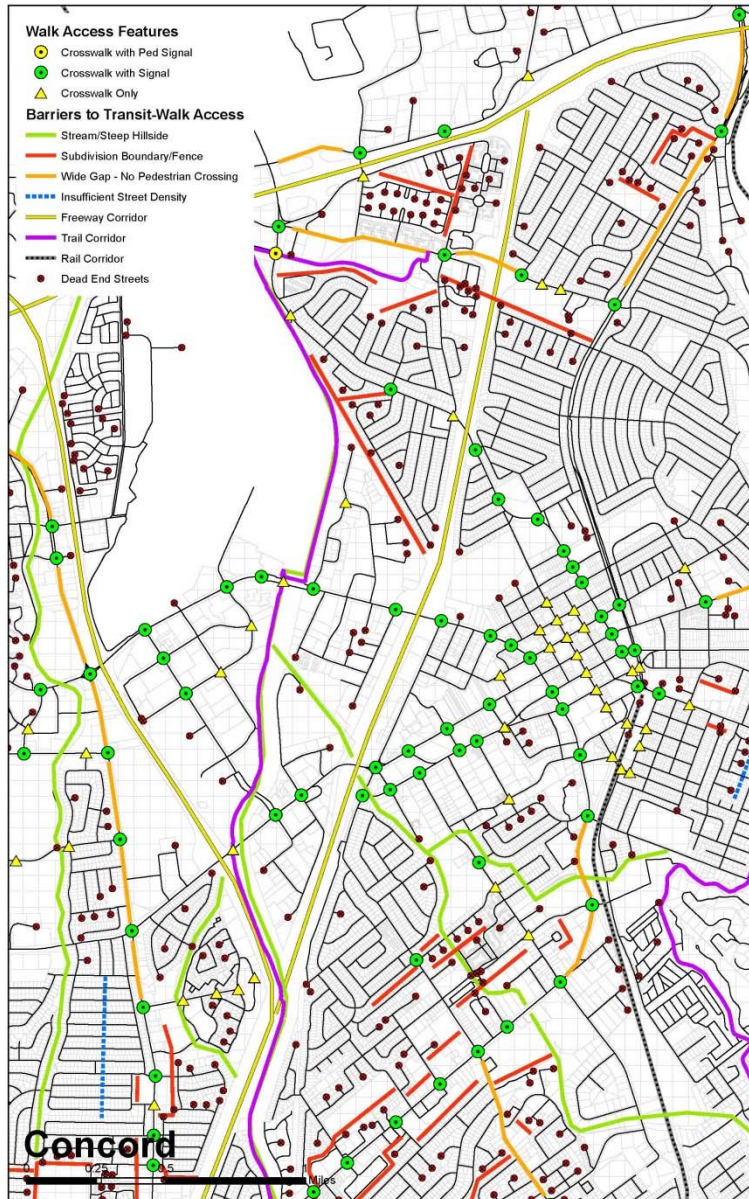 Walk Access Features
Crosswalk with Ped Signal
Crosswalk with Signal
Crosswalk Only
Barriers to Transit-Walk Access
Stream/Steep Hillside
Subdivision Boundary/Fence
Wide Gap - No Pedestrian Crossing
Insufficient Street Density
Freeway Corridor
Trail Corridor
Rail Corridor
Dead End Streets
Concord
0 0.25 0.5 1
Miles